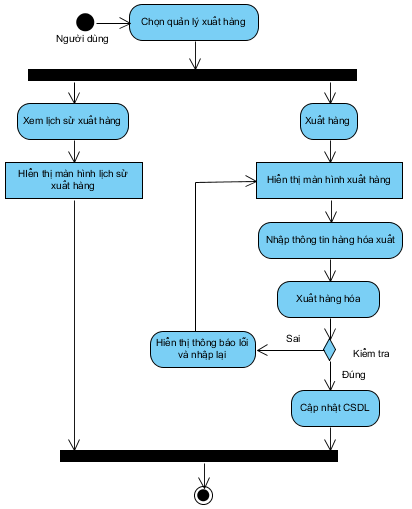 Chọn quản lý xuất hàng
Người dùng
Xem lịch sử xuất hàng
Xuất hàng
Hiển thị màn hình lịch sử
xuất hàng
Hiển thị màn hình xuất hàng
Nhập thông tin hàng hóa xuất
Xuất hàng hóa
Sai
Hiển thị thông báo lỗi
và nhập lại
Kiểm tra
Đúng
Cập nhật CSDL